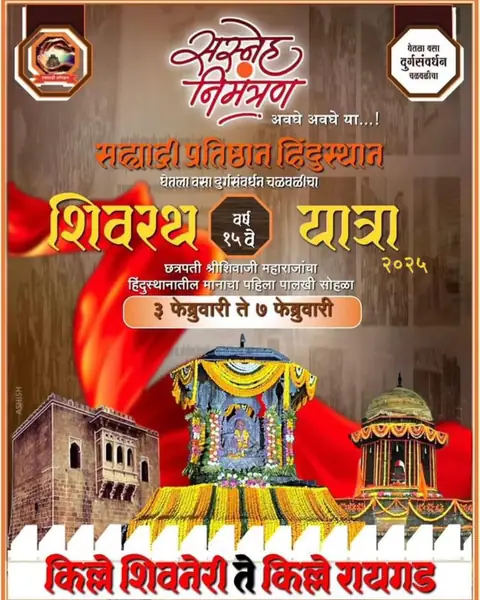 सस्नेह
निमंत्रण
अवघे अवघे या...!
घेतला वसा
दुर्गसंवर्धन
चळवळीचा
सह्याद्री प्रतिष्ठान हिंदुस्थान
घेतला वसा दुर्गसंवर्धन चळवळीचा
शिवरथ वर्ष १५ वे यात्रा
२०२५
छत्रपती श्रीशिवाजी महाराजांचा
हिंदुस्थानातील मानाचा पहिला पालखी सोहळा
३ फेब्रुवारी ते ७ फेब्रुवारी
ASHISH
किल्ले शिवनेरी ते किल्ले रायगड